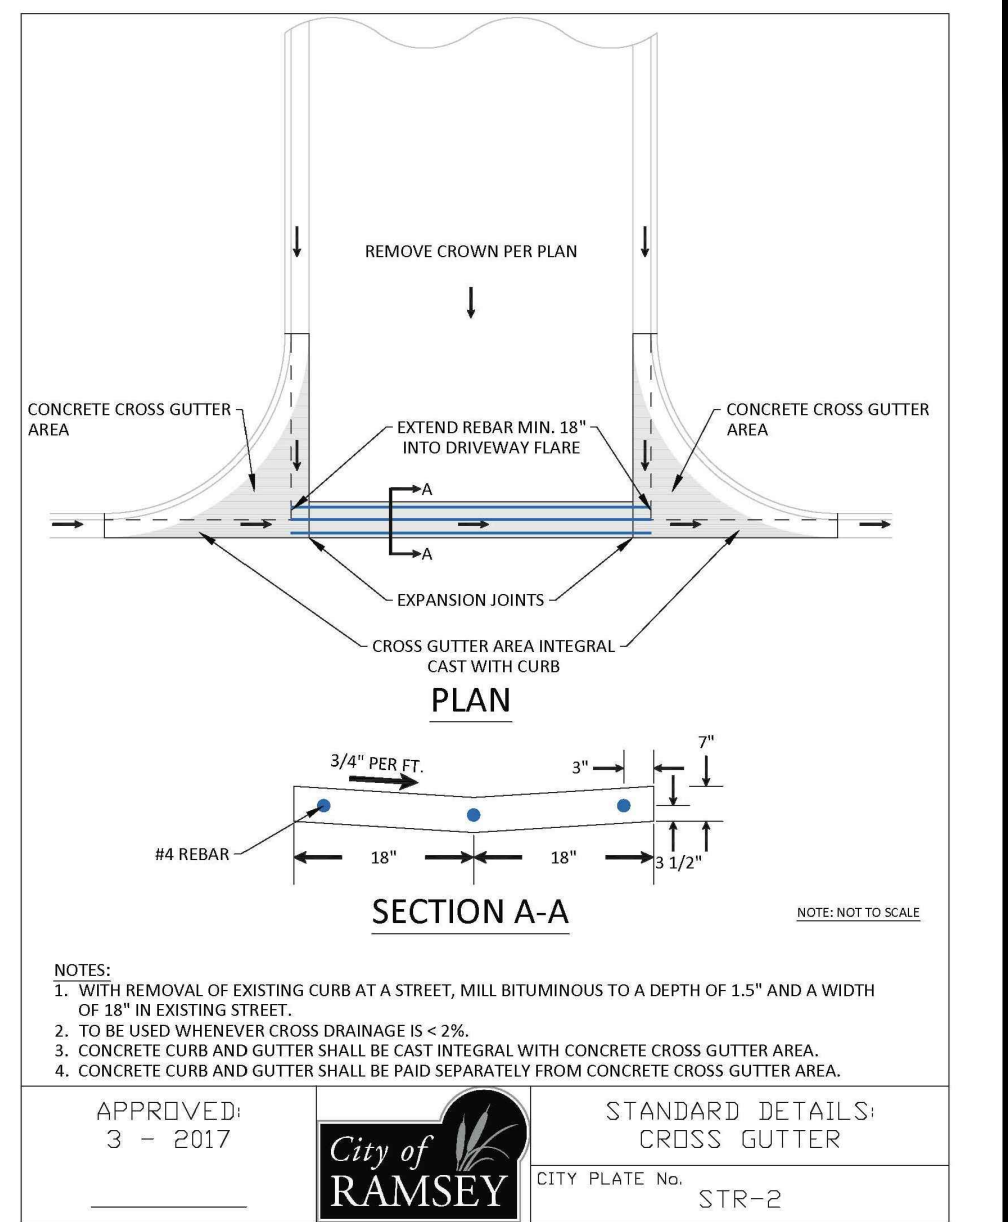 REMOVE CROWN PER PLAN
CONCRETE CROSS GUTTER
AREA
EXTEND REBAR MIN. 18"
INTO DRIVEWAY FLARE
CONCRETE CROSS GUTTER
AREA
A
A
EXPANSION JOINTS
CROSS GUTTER AREA INTEGRAL
CAST WITH CURB
PLAN
3/4" PER FT.
3"
7"
#4 REBAR
18"
18"
3 1/2"
SECTION A-A
NOTE: NOT TO SCALE
NOTES:
1. WITH REMOVAL OF EXISTING CURB AT A STREET, MILL BITUMINOUS TO A DEPTH OF 1.5" AND A WIDTH
OF 18" IN EXISTING STREET.
2. TO BE USED WHENEVER CROSS DRAINAGE IS < 2%.
3. CONCRETE CURB AND GUTTER SHALL BE CAST INTEGRAL WITH CONCRETE CROSS GUTTER AREA.
4. CONCRETE CURB AND GUTTER SHALL BE PAID SEPARATELY FROM CONCRETE CROSS GUTTER AREA.
APPROVED:
3 - 2017
City of
RAMSEY
STANDARD DETAILS:
CROSS GUTTER
CITY PLATE No.
STR-2